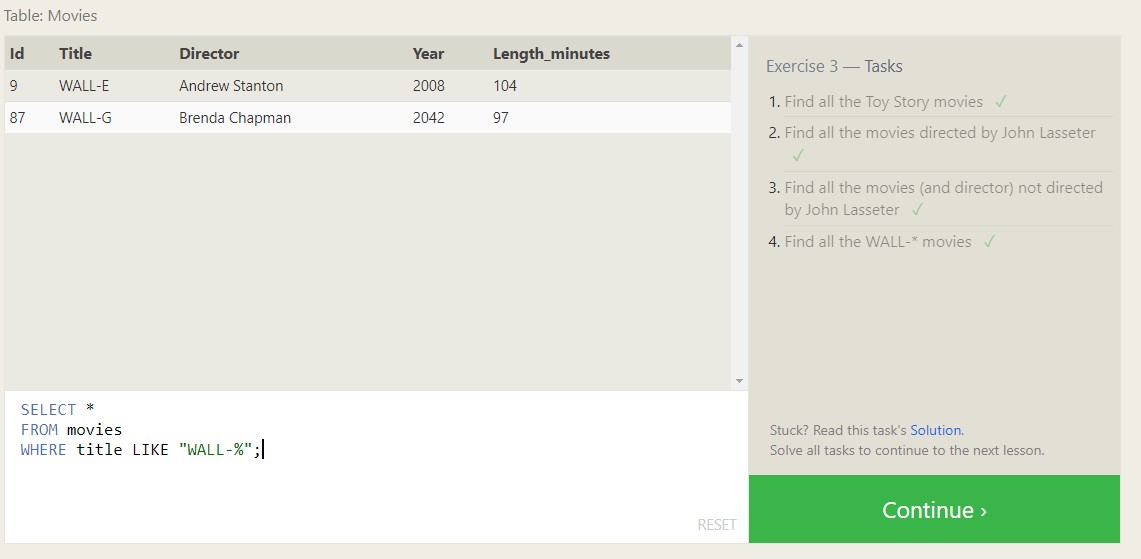 Table: Movies
Id Title Director Year Length_minutes
9 WALL-E Andrew Stanton 2008 104
87 WALL-G Brenda Chapman 2042 97
SELECT *
FROM movies
WHERE title LIKE "WALL-%";
RESET
Exercise 3 — Tasks
1. Find all the Toy Story movies ✓
2. Find all the movies directed by John Lasseter
✓
3. Find all the movies (and director) not directed
by John Lasseter ✓
4. Find all the WALL-* movies ✓
Stuck? Read this task's Solution.
Solve all tasks to continue to the next lesson.
Continue ›